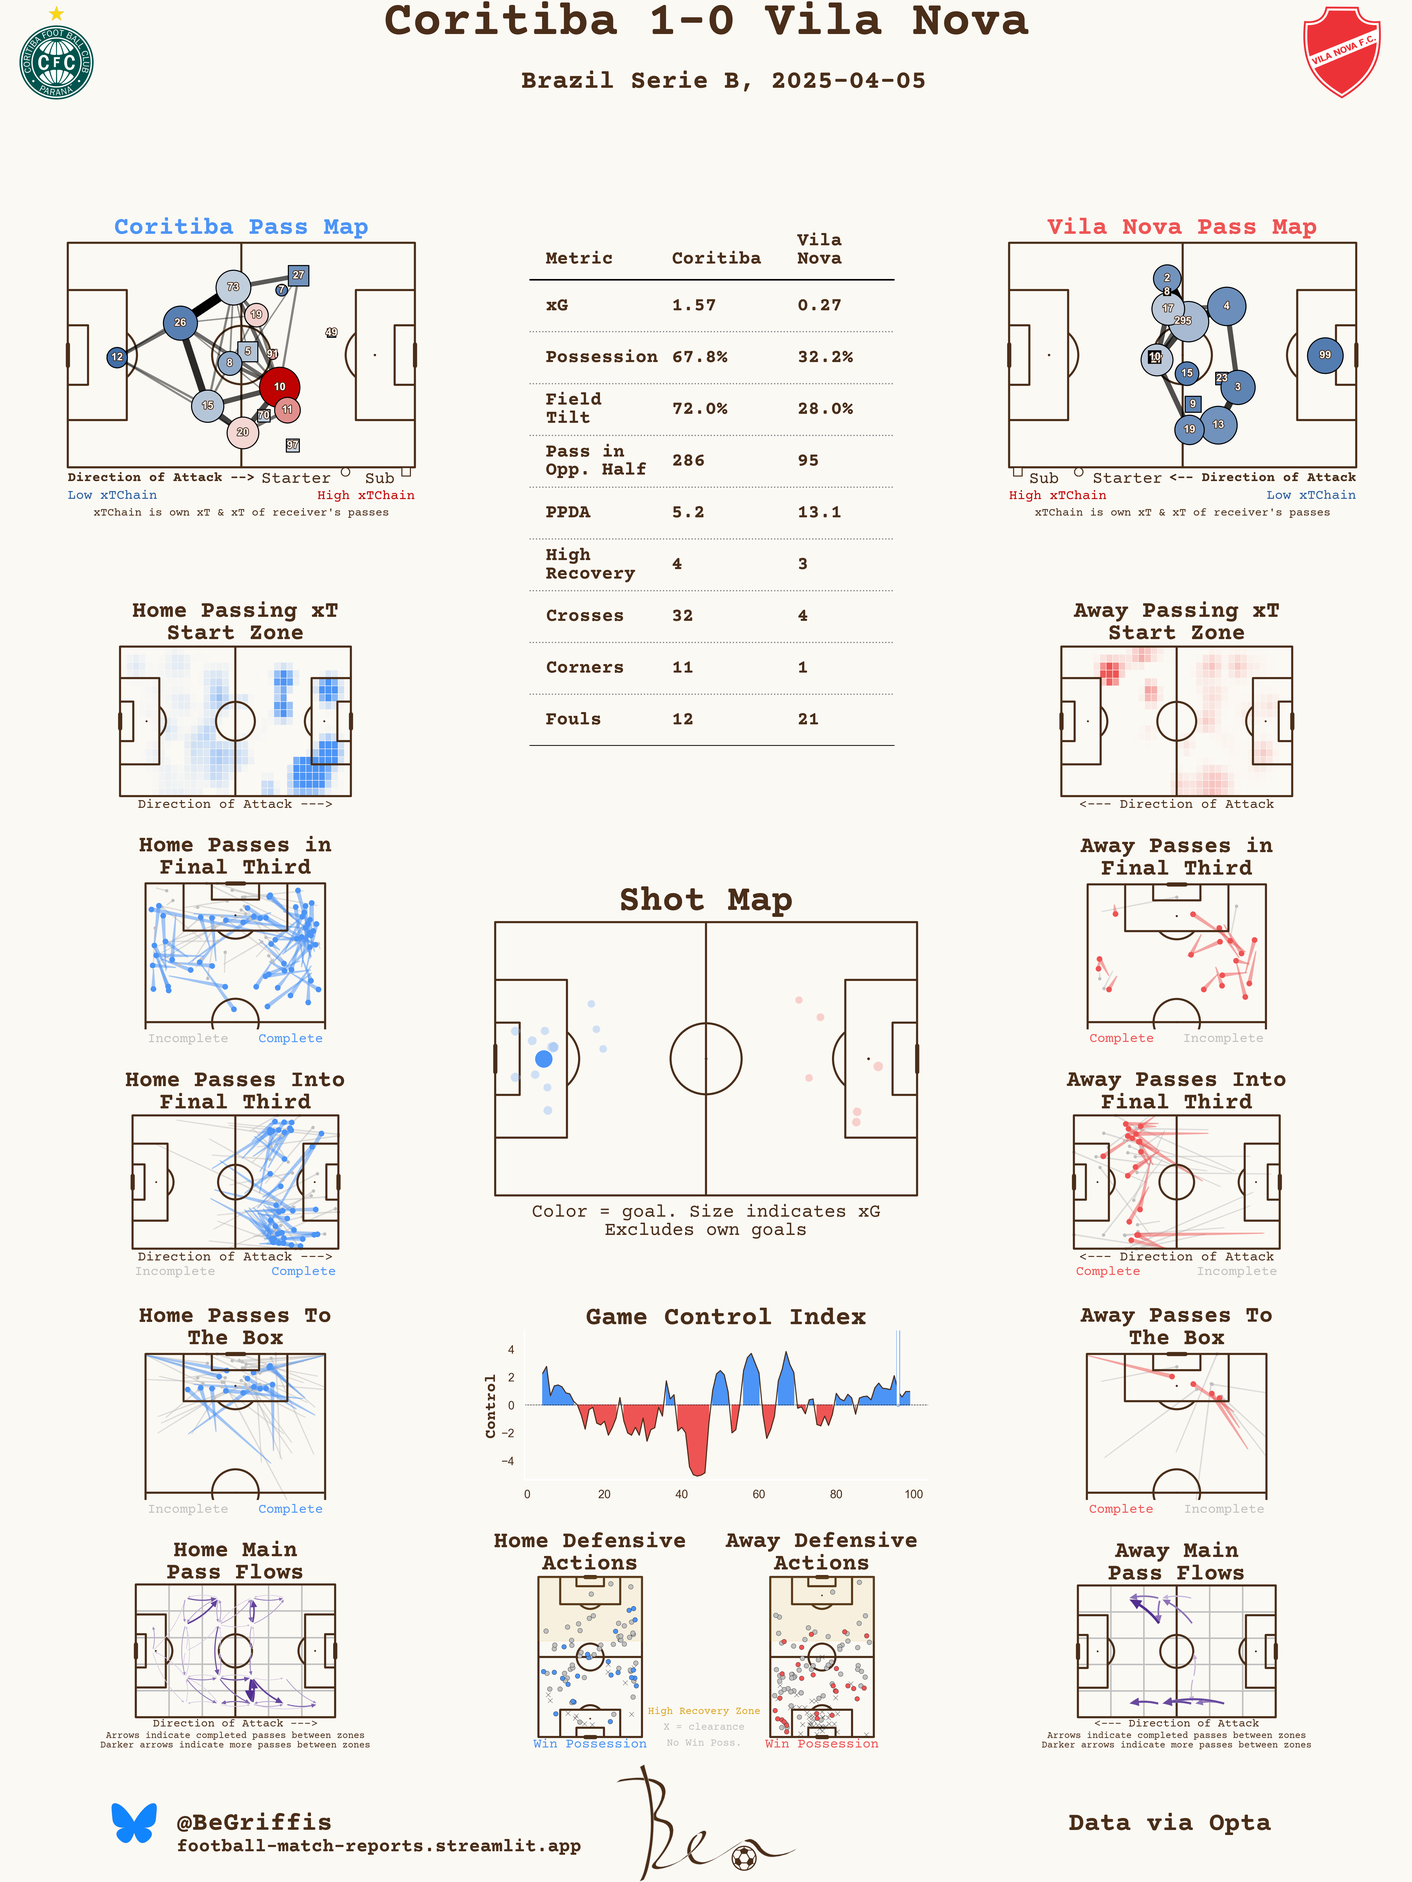 Coritiba 1-0 Vila Nova
Brazil Serie B, 2025-04-05
CORITIBA FOOT BALL CLUB
CFC
PARANÁ
VILA NOVA F.C.
Coritiba Pass Map
73
27
7
26
19
49
12
5
91
8
10
15
11
70
20
97
Direction of Attack --> Starter Sub
Low xTChain High xTChain
xTChain is own xT & xT of receiver's passes
Metric Coritiba Vila Nova
xG 1.57 0.27
Possession 67.8% 32.2%
Field Tilt 72.0% 28.0%
Pass in Opp. Half 286 95
PPDA 5.2 13.1
High Recovery 4 3
Crosses 32 4
Corners 11 1
Fouls 12 21
Vila Nova Pass Map
2
8
17
4
295
10
99
15
23
3
9
19
13
Sub Starter <-- Direction of Attack
High xTChain Low xTChain
xTChain is own xT & xT of receiver's passes
Home Passing xT
Start Zone
Direction of Attack --->
Away Passing xT
Start Zone
<--- Direction of Attack
Home Passes in
Final Third
Incomplete Complete
Away Passes in
Final Third
Complete Incomplete
Shot Map
Color = goal. Size indicates xG
Excludes own goals
Home Passes Into
Final Third
Direction of Attack --->
Incomplete Complete
Away Passes Into
Final Third
<--- Direction of Attack
Complete Incomplete
Home Passes To
The Box
Incomplete Complete
Game Control Index
Control
4
2
0
−2
−4
0 20 40 60 80 100
Away Passes To
The Box
Complete Incomplete
Home Main
Pass Flows
Direction of Attack --->
Arrows indicate completed passes between zones
Darker arrows indicate more passes between zones
Home Defensive
Actions
Win Possession
Away Defensive
Actions
Win Possession
High Recovery Zone
X = clearance
No Win Poss.
Away Main
Pass Flows
<--- Direction of Attack
Arrows indicate completed passes between zones
Darker arrows indicate more passes between zones
@BeGriffis
football-match-reports.streamlit.app
Ben
Data via Opta